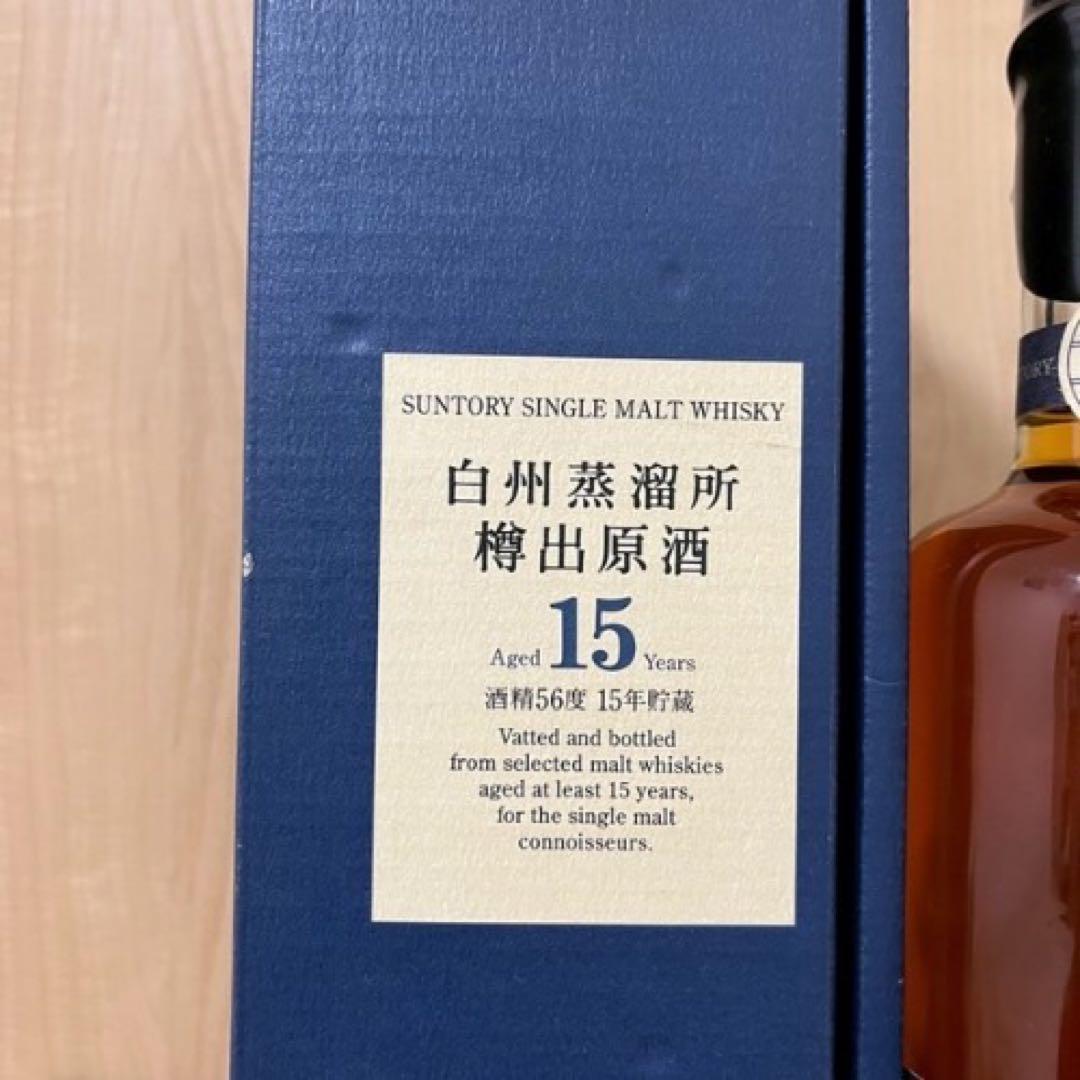 SUNTORY SINGLE MALT WHISKY
白州蒸溜所
樽出原酒
Aged 15 Years
酒精56度 15年貯蔵
Vatted and bottled
from selected malt whiskies
aged at least 15 years,
for the single malt
connoisseurs.